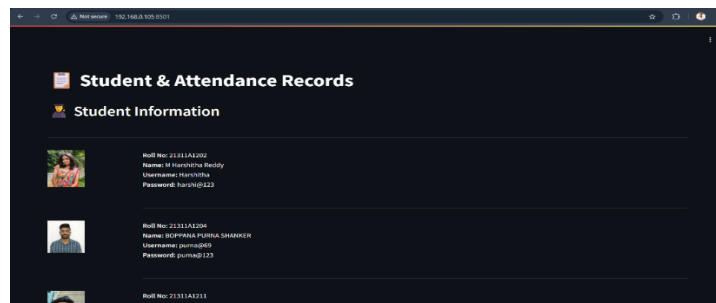 Not secure 192.168.0.105:8501
Student & Attendance Records
Student Information
Roll No: 21311A1202
Name: M Harshitha Reddy
Username: Harshitha
Password: harshi@123
Roll No: 21311A1204
Name: BOPPANA PURNA SHANKER
Username: purna@69
Password: purna@123
Roll No: 21311A1211